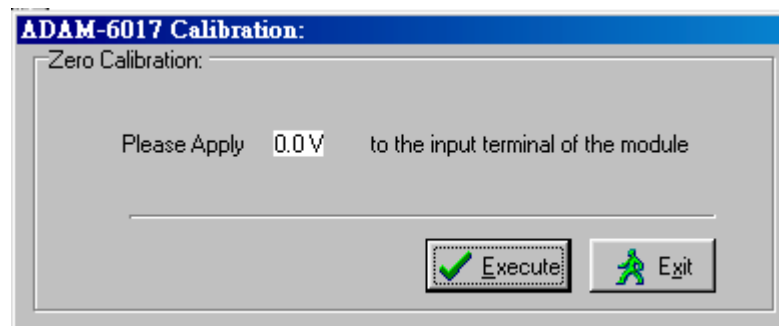 ADAM-6017 Calibration:
Zero Calibration:
Please Apply 0.0 V to the input terminal of the module
Execute Exit